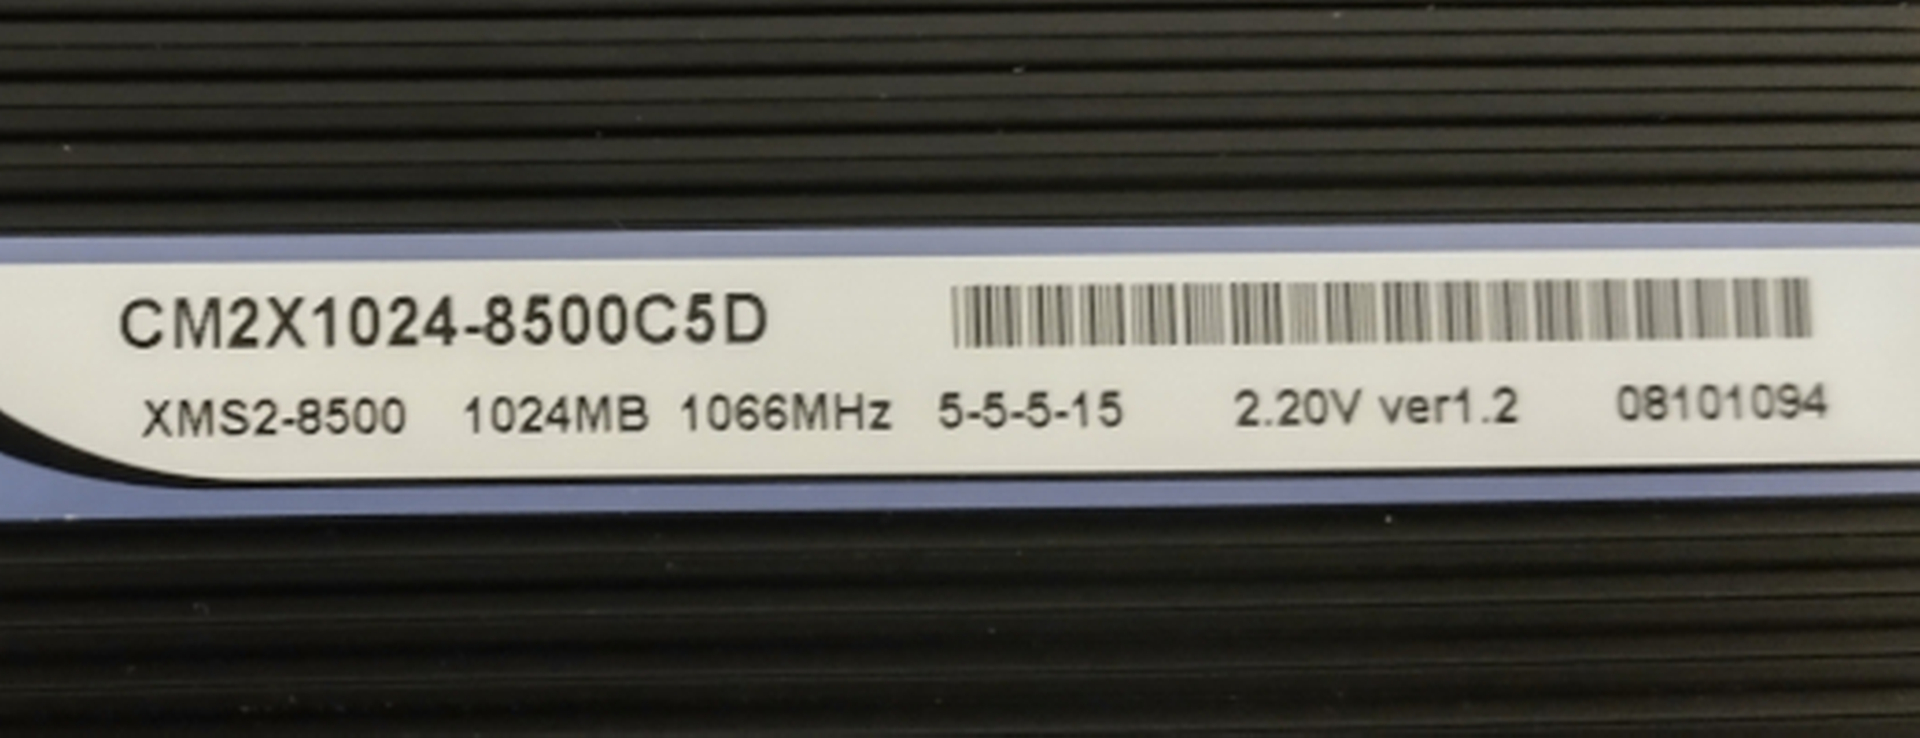 CM2X1024-8500C5D
XMS2-8500 1024MB 1066MHz 5-5-5-15 2.20V ver1.2 08101094